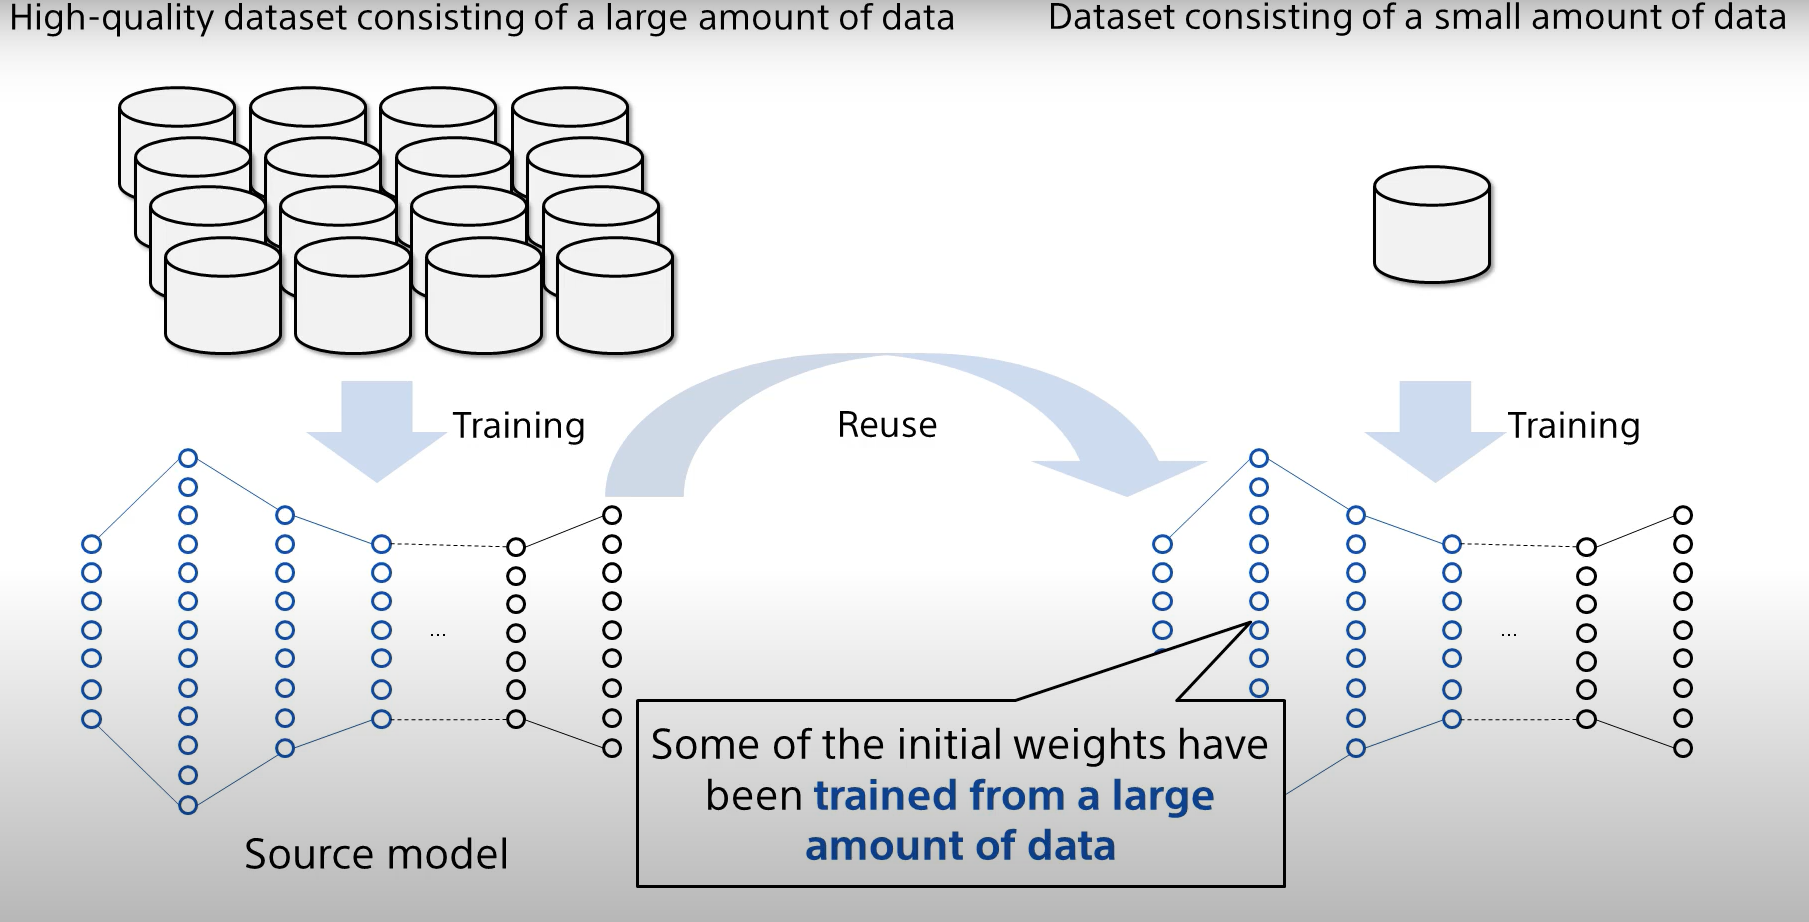 High-quality dataset consisting of a large amount of data
Dataset consisting of a small amount of data
Training
Reuse
Training
...
...
Some of the initial weights have
been trained from a large
amount of data
Source model